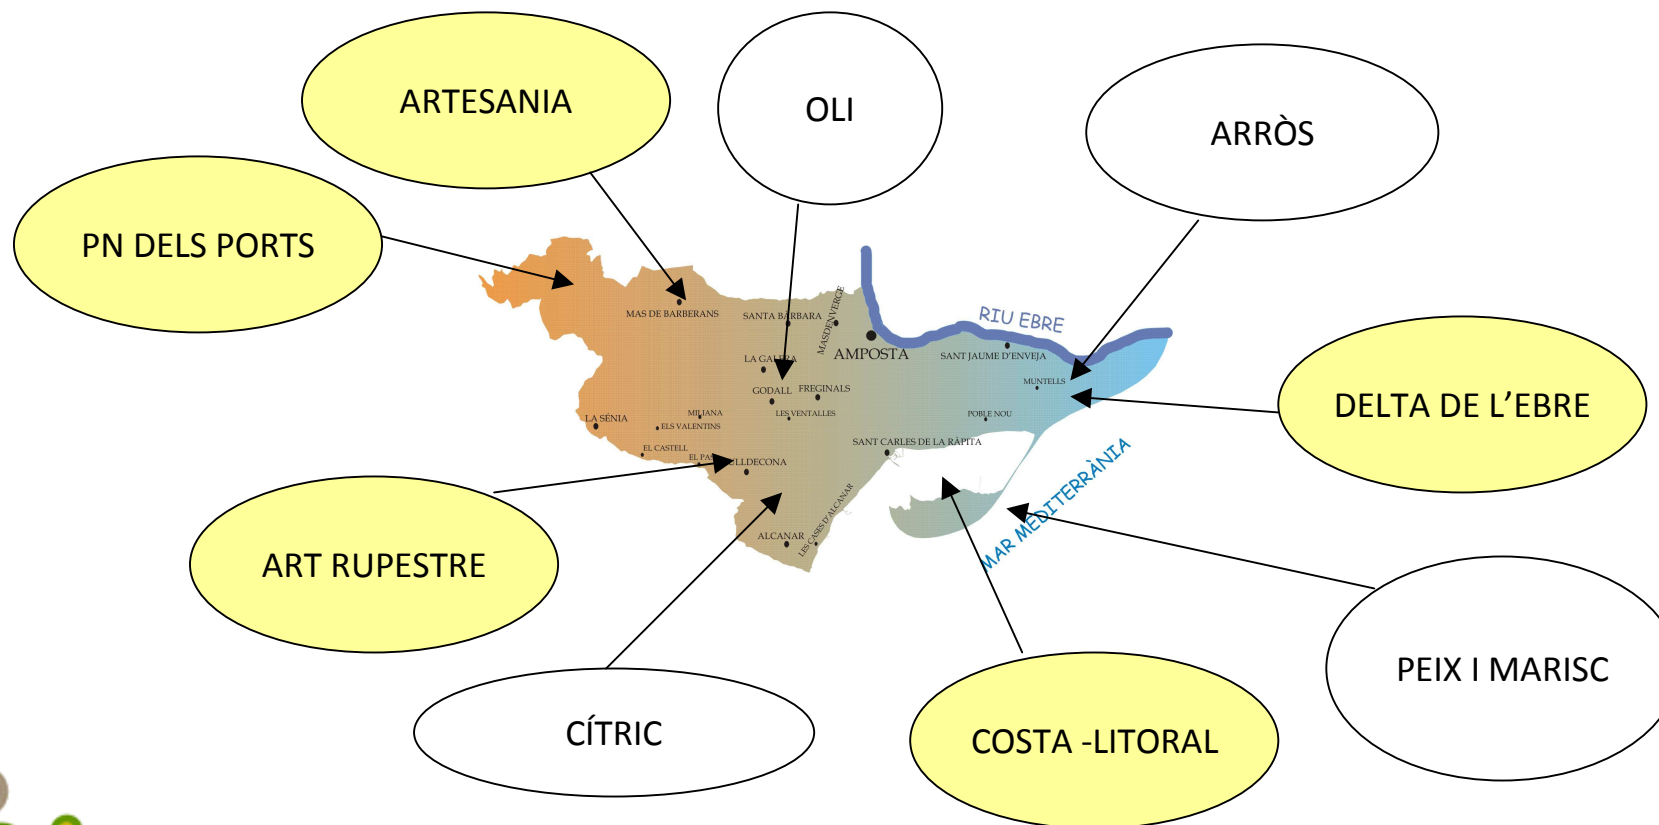 ARTESANIA
OLI
ARRÒS
PN DELS PORTS
RIU EBRE
MAS DE BARBERANS
SANTA BÀRBARA
MASDENVERGE
AMPOSTA
SANT JAUME D'ENVEJA
LA GALERA
MUNTELLS
GODALL
FREGINALS
DELTA DE L’EBRE
LA SÉNIA
MILIANA
LES VENTALLES
POBLE NOU
ELS VALENTINS
SANT CARLES DE LA RÀPITA
EL CASTELL
ULLDECONA
MAR MEDITERRÀNIA
LES CASES D'ALCANAR
ALCANAR
ART RUPESTRE
CÍTRIC
COSTA -LITORAL
PEIX I MARISC